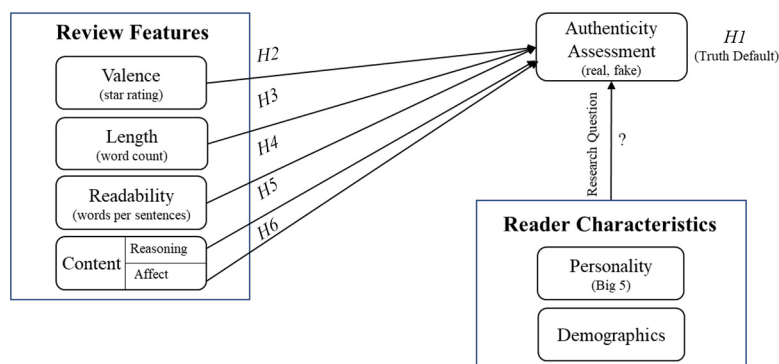 Review Features
Valence
(star rating)
Length
(word count)
Readability
(words per sentences)
Content
Reasoning
Affect
H2
H3
H4
H5
H6
Authenticity
Assessment
(real, fake)
H1
(Truth Default)
Research Question
?
Reader Characteristics
Personality
(Big 5)
Demographics